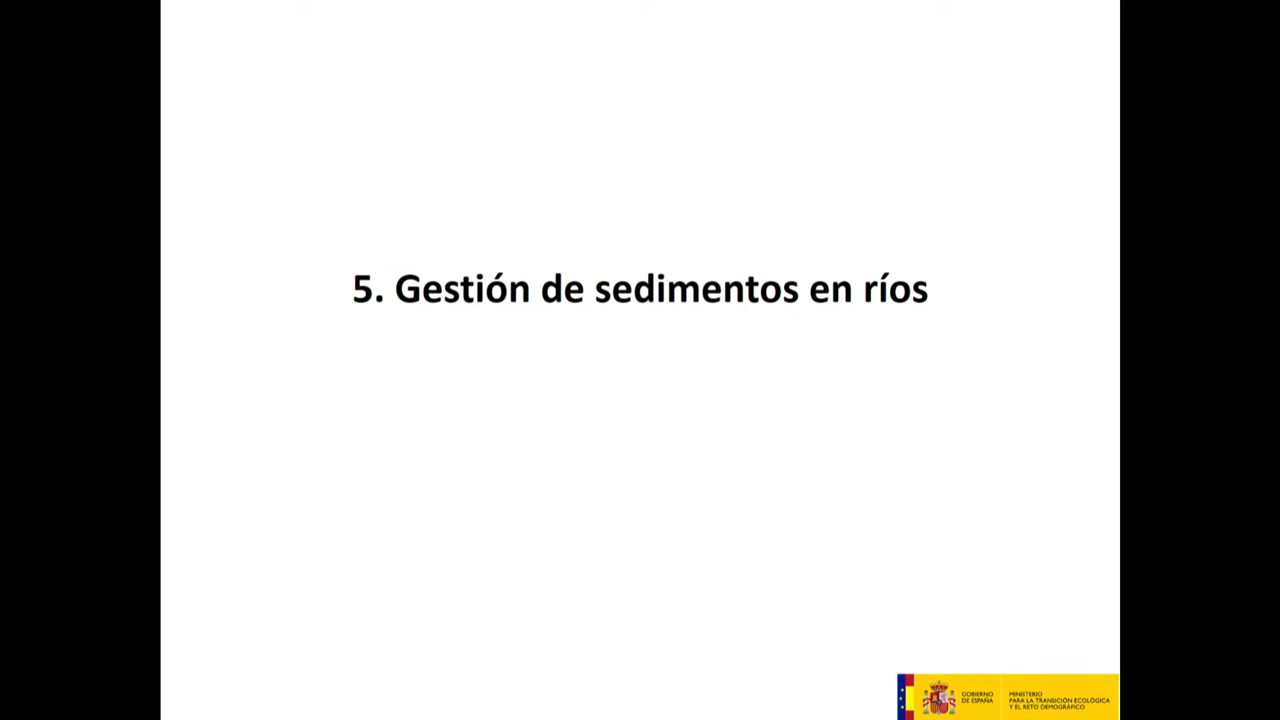 5. Gestión de sedimentos en ríos
GOBIERNO
DE ESPAÑA
MINISTERIO
PARA LA TRANSICIÓN ECOLÓGICA
Y EL RETO DEMOGRÁFICO